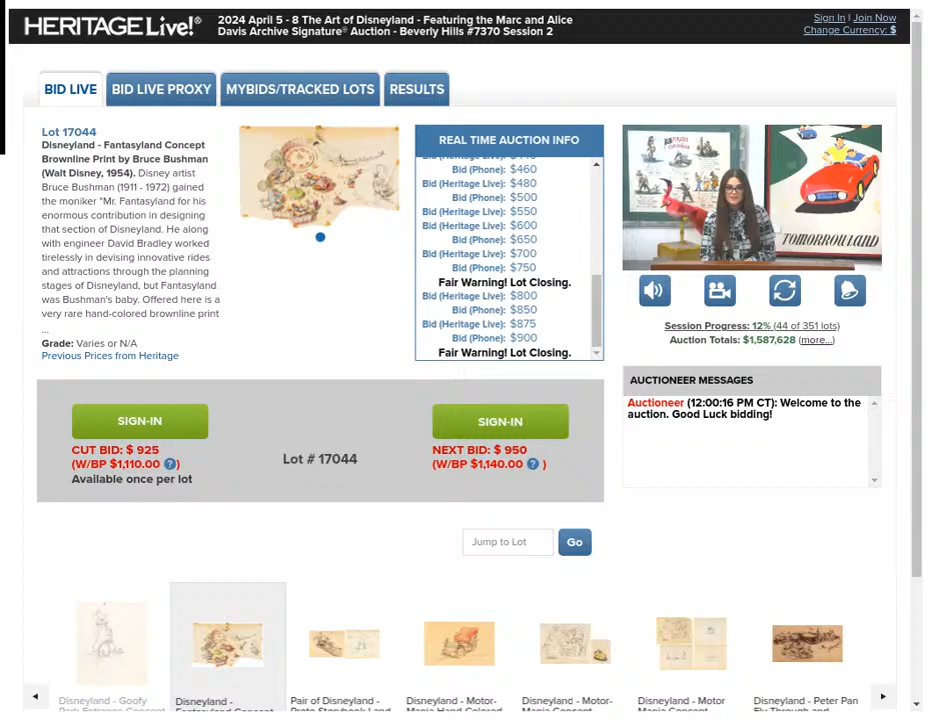 HERITAGE Live!®
2024 April 5 - 8 The Art of Disneyland - Featuring the Marc and Alice
Davis Archive Signature® Auction - Beverly Hills #7370 Session 2
Sign In | Join Now
Change Currency: $
BID LIVE
BID LIVE PROXY
MYBIDS/TRACKED LOTS
RESULTS
Lot 17044
Disneyland - Fantasyland Concept
Brownline Print by Bruce Bushman
(Walt Disney, 1954). Disney artist
Bruce Bushman (1911 - 1972) gained
the moniker "Mr. Fantasyland for his
enormous contribution in designing
that section of Disneyland. He along
with engineer David Bradley worked
tirelessly in devising innovative rides
and attractions through the planning
stages of Disneyland, but Fantasyland
was Bushman's baby. Offered here is a
very rare hand-colored brownline print
...
Grade: Varies or N/A
Previous Prices from Heritage
REAL TIME AUCTION INFO
Bid (Phone): $460
Bid (Heritage Live): $480
Bid (Phone): $500
Bid (Heritage Live): $550
Bid (Heritage Live): $600
Bid (Phone): $650
Bid (Heritage Live): $700
Bid (Phone): $750
Fair Warning! Lot Closing.
Bid (Heritage Live): $800
Bid (Phone): $850
Bid (Heritage Live): $875
Bid (Phone): $900
Fair Warning! Lot Closing.
TOMORROWLAND
Session Progress: 12% (44 of 351 lots)
Auction Totals: $1,587,628 (more...)
AUCTIONEER MESSAGES
Auctioneer (12:00:16 PM CT): Welcome to the
auction. Good Luck bidding!
SIGN-IN
CUT BID: $ 925
(W/BP $1,110.00 ?)
Available once per lot
Lot # 17044
SIGN-IN
NEXT BID: $ 950
(W/BP $1,140.00 ? )
Jump to Lot
Go
Disneyland - Goofy
Disneyland -
Pair of Disneyland -
Disneyland - Motor-
Disneyland - Motor-
Disneyland - Motor
Disneyland - Peter Pan